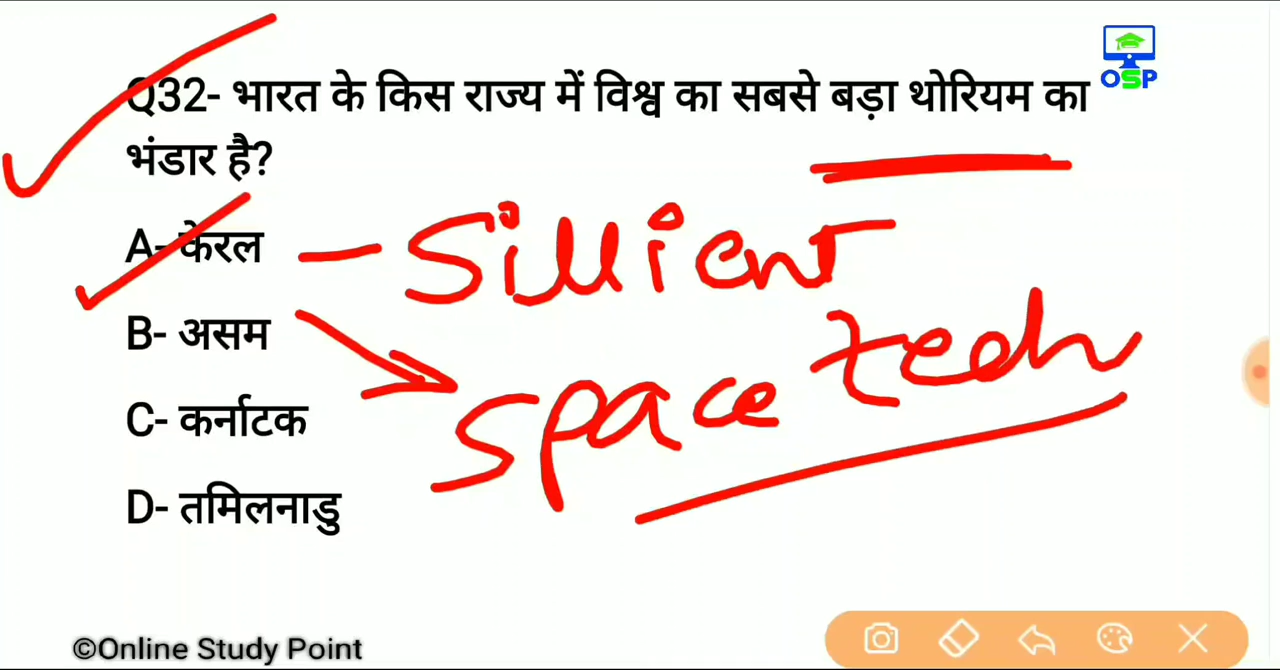 OSP
Q32- भारत के किस राज्य में विश्व का सबसे बड़ा थोरियम का
भंडार है?
A- केरल - Sillient
B- असम
space tech
C- कर्नाटक
D- तमिलनाडु
©Online Study Point